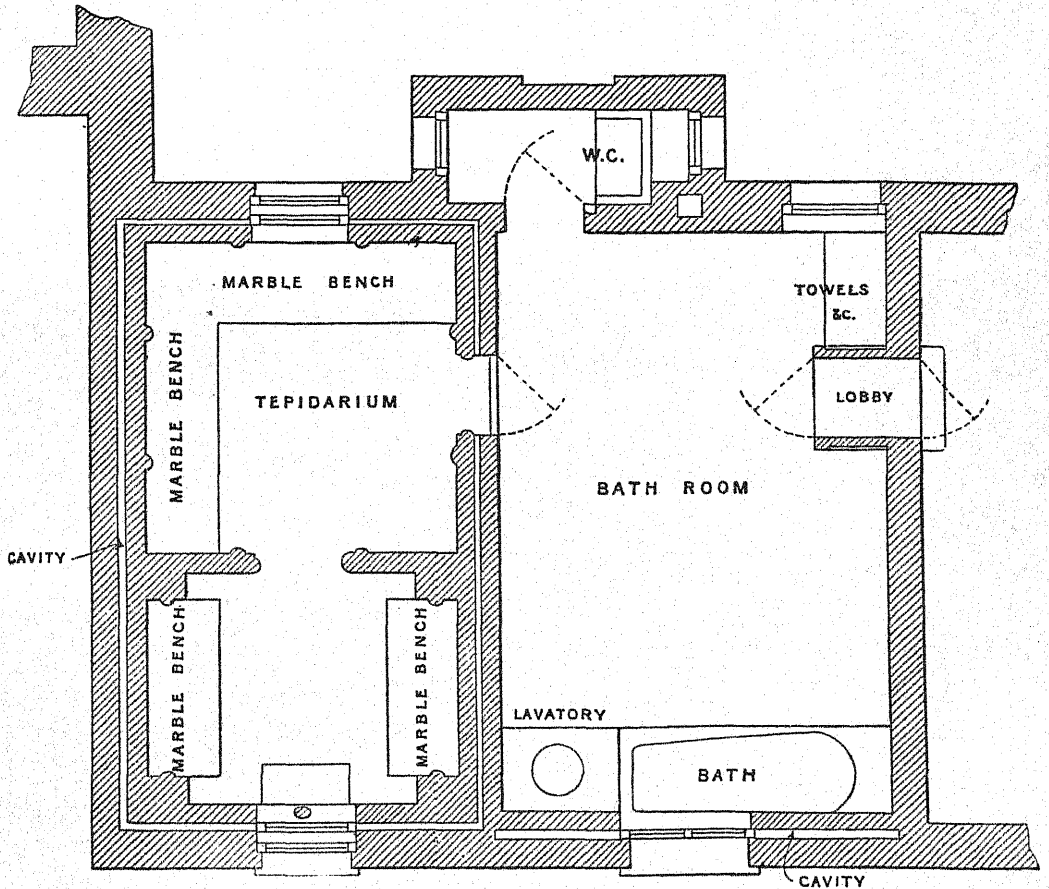 W.C.
MARBLE BENCH
TOWELS
&C.
MARBLE BENCH
TEPIDARIUM
LOBBY
BATH ROOM
CAVITY
MARBLE BENCH
MARBLE BENCH
LAVATORY
BATH
CAVITY